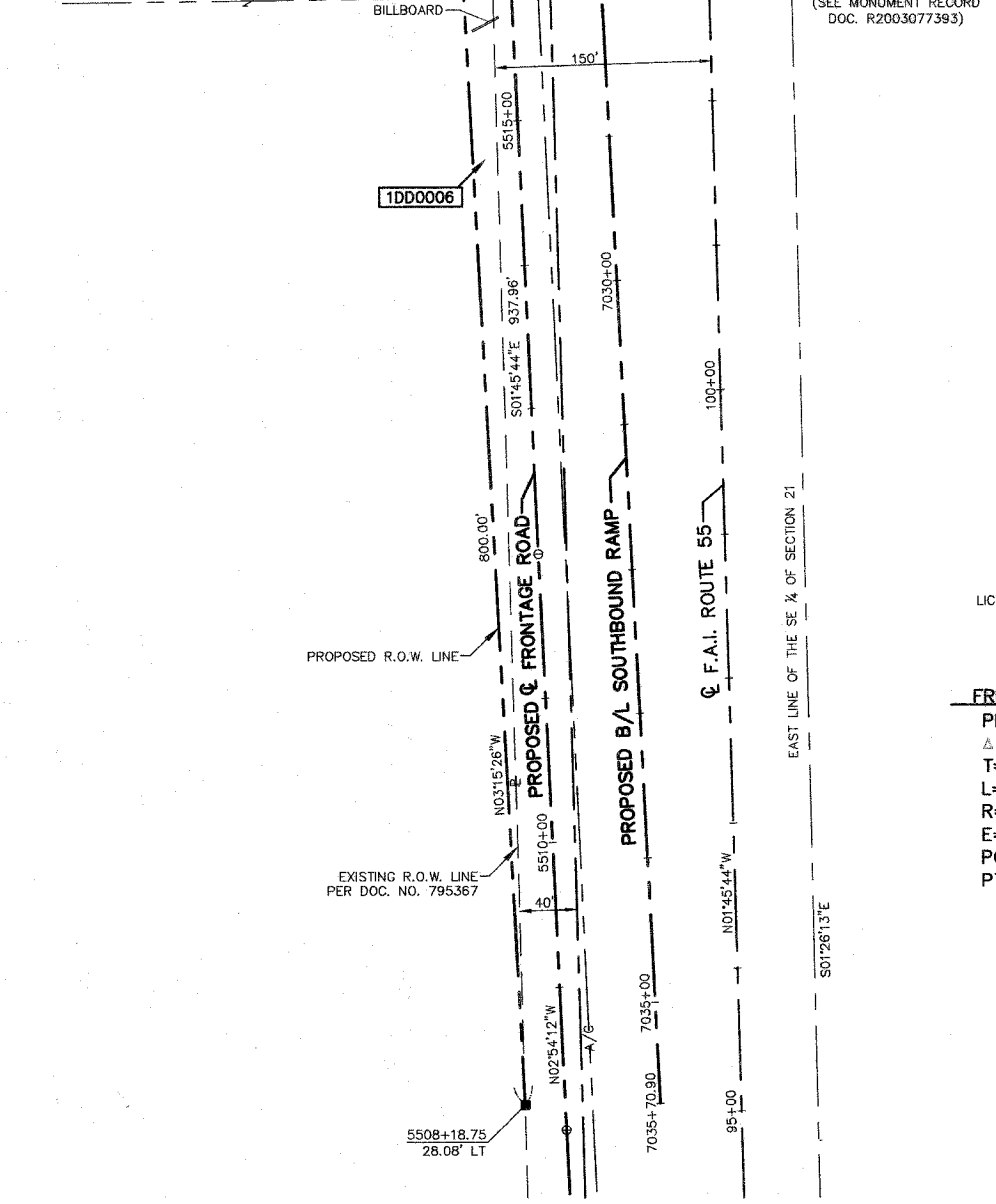 (SEE MONUMENT RECORD
DOC. R2003077393)
BILLBOARD
150'
5515+00
1DD0006
7030+00
S01°45'44"E 937.96'
100+00
800.00'
PROPOSED ℄ FRONTAGE ROAD
PROPOSED B/L SOUTHBOUND RAMP
℄ F.A.I. ROUTE 55
EAST LINE OF THE SE ¼ OF SECTION 21
LIC
PROPOSED R.O.W. LINE
FR
△
T=
L=
R=
E=
N03°15'26"W
5510+00
EXISTING R.O.W. LINE
PER DOC. NO. 795367
40'
N01°45'44"W
S01°26'13"E
N02°54'12"W
A/C
7035+00
7035+70.90
95+00
5508+18.75
28.08' LT